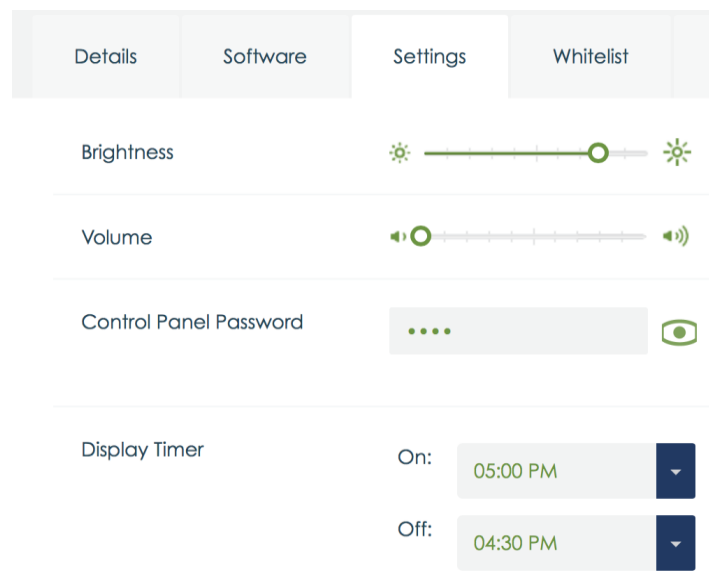 Details Software Settings Whitelist
Brightness
Volume
Control Panel Password ••••
Display Timer On: 05:00 PM
Off: 04:30 PM